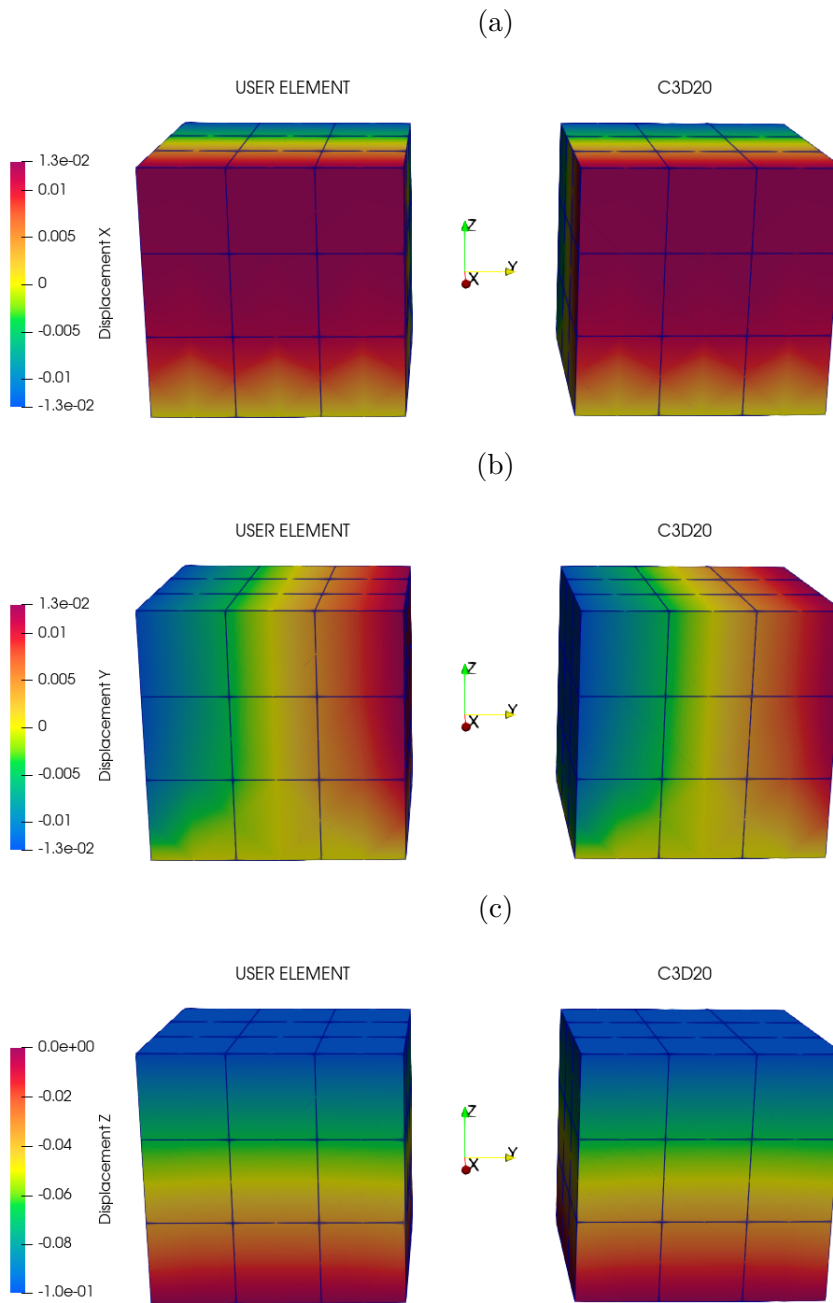 (a)
USER ELEMENT C3D20
1.3e-02
0.01
0.005
0
-0.005
-0.01
-1.3e-02
Displacement X
Z
Y
X
(b)
USER ELEMENT C3D20
1.3e-02
0.01
0.005
0
-0.005
-0.01
-1.3e-02
Displacement Y
Z
Y
X
(c)
USER ELEMENT C3D20
0.0e+00
-0.02
-0.04
-0.06
-0.08
-1.0e-01
Displacement Z
Z
Y
X